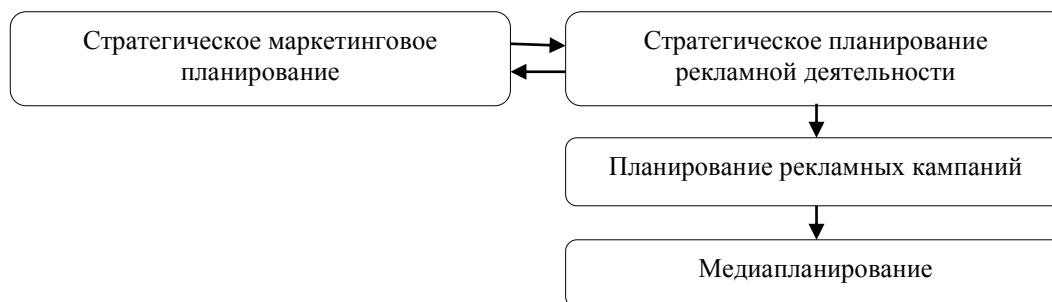 Стратегическое маркетинговое
планирование
Стратегическое планирование
рекламной деятельности
Планирование рекламных кампаний
Медиапланирование